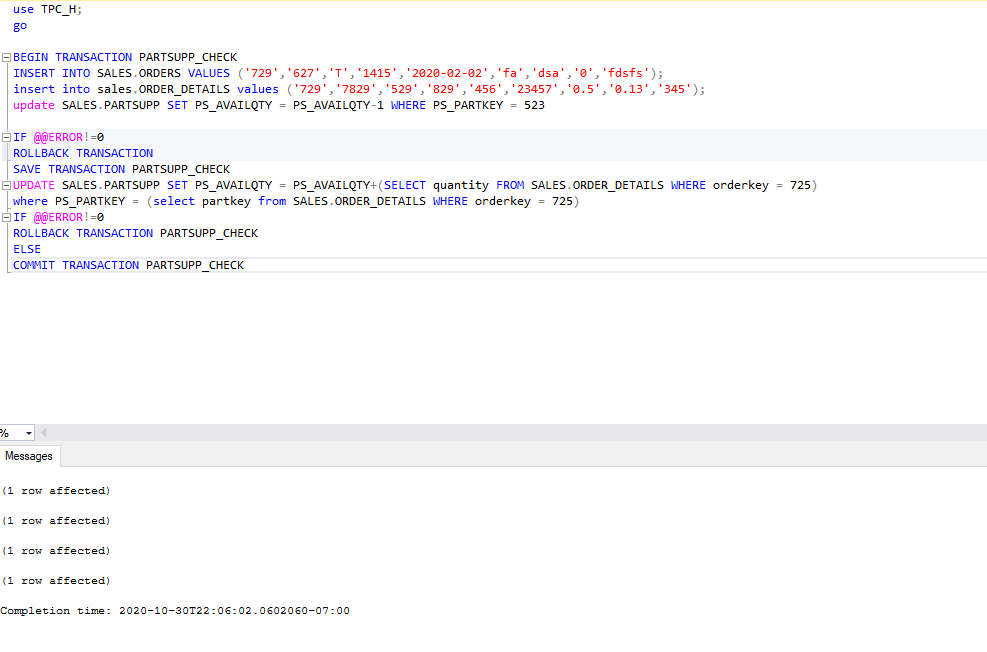 use TPC_H;
go
BEGIN TRANSACTION PARTSUPP_CHECK
INSERT INTO SALES.ORDERS VALUES ('729','627','T','1415','2020-02-02','fa','dsa','0','fdsfs');
insert into sales.ORDER_DETAILS values ('729','7829','529','829','456','23457','0.5','0.13','345');
update SALES.PARTSUPP SET PS_AVAILQTY = PS_AVAILQTY-1 WHERE PS_PARTKEY = 523
IF @@ERROR!=0
ROLLBACK TRANSACTION
SAVE TRANSACTION PARTSUPP_CHECK
UPDATE SALES.PARTSUPP SET PS_AVAILQTY = PS_AVAILQTY+(SELECT quantity FROM SALES.ORDER_DETAILS WHERE orderkey = 725)
where PS_PARTKEY = (select partkey from SALES.ORDER_DETAILS WHERE orderkey = 725)
IF @@ERROR!=0
ROLLBACK TRANSACTION PARTSUPP_CHECK
ELSE
COMMIT TRANSACTION PARTSUPP_CHECK
%
Messages
(1 row affected)
(1 row affected)
(1 row affected)
(1 row affected)
Completion time: 2020-10-30T22:06:02.0602060-07:00